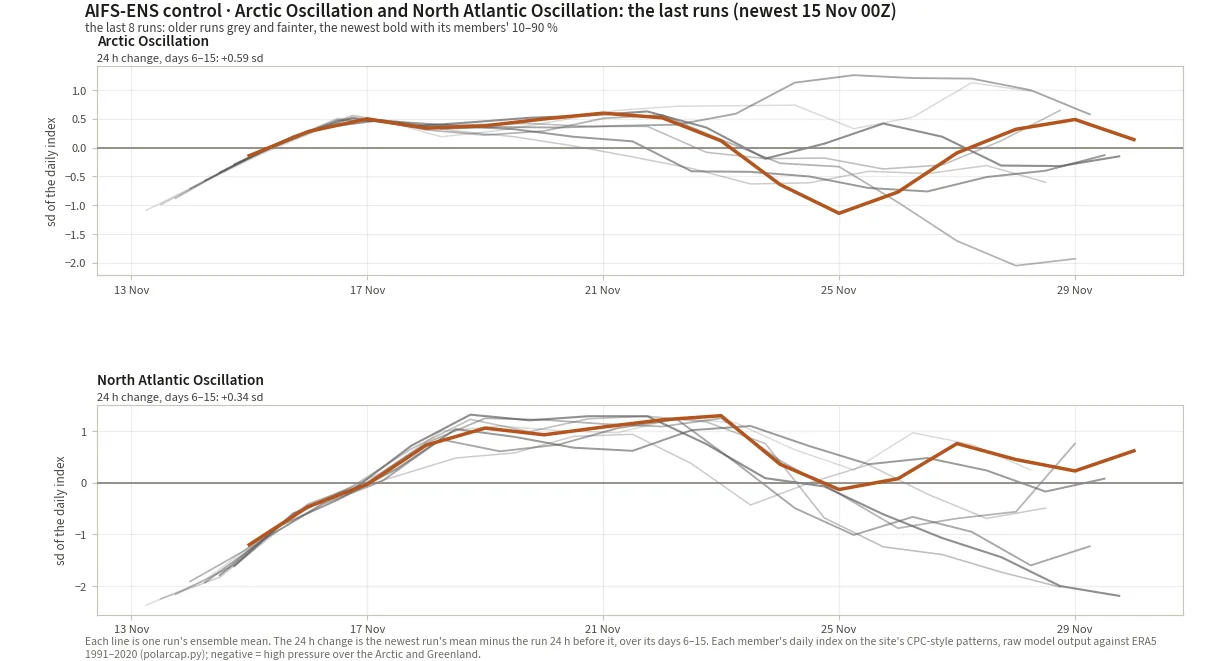 AIFS-ENS control · Arctic Oscillation and North Atlantic Oscillation: the last runs (newest 15 Nov 00Z)
the last 8 runs: older runs grey and fainter, the newest bold with its members' 10–90 %
Arctic Oscillation
24 h change, days 6–15: +0.59 sd
sd of the daily index
1.0
0.5
0.0
−0.5
−1.0
−1.5
−2.0
13 Nov 17 Nov 21 Nov 25 Nov 29 Nov
North Atlantic Oscillation
24 h change, days 6–15: +0.34 sd
sd of the daily index
1
0
−1
−2
13 Nov 17 Nov 21 Nov 25 Nov 29 Nov
Each line is one run's ensemble mean. The 24 h change is the newest run's mean minus the run 24 h before it, over its days 6–15. Each member's daily index on the site's CPC-style patterns, raw model output against ERA5
1991–2020 (polarcap.py); negative = high pressure over the Arctic and Greenland.